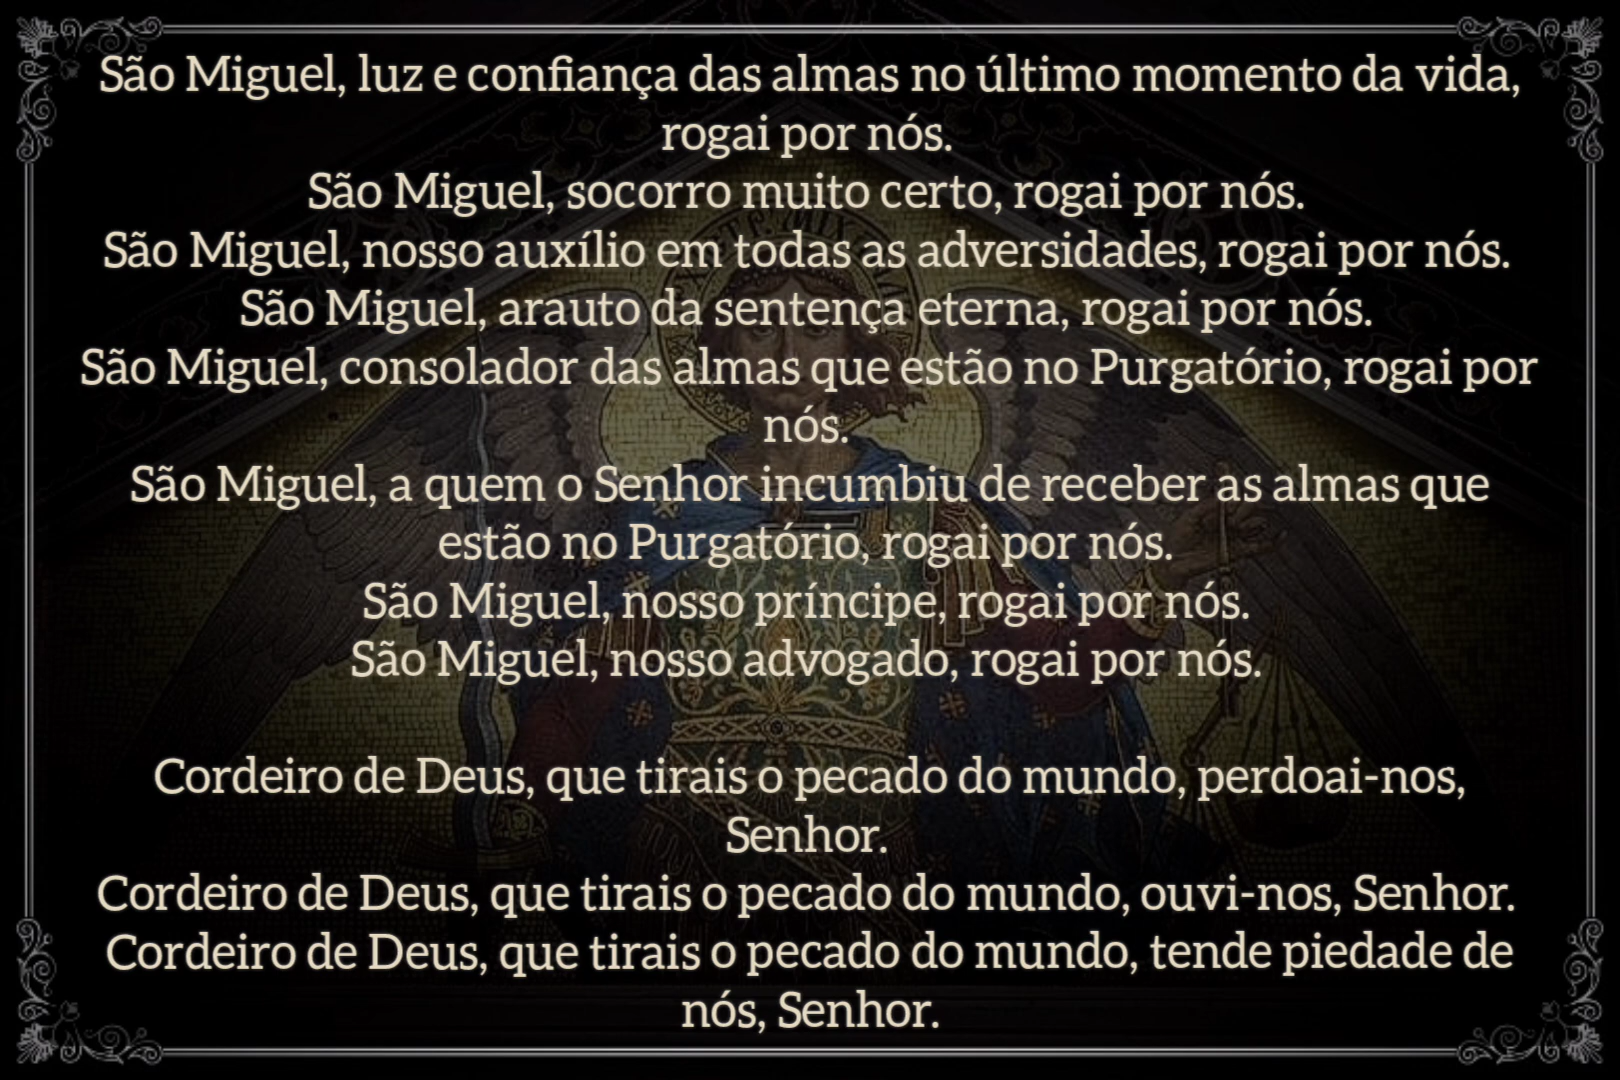 São Miguel, luz e confiança das almas no último momento da vida,
rogai por nós.
São Miguel, socorro muito certo, rogai por nós.
São Miguel, nosso auxílio em todas as adversidades, rogai por nós.
São Miguel, arauto da sentença eterna, rogai por nós.
São Miguel, consolador das almas que estão no Purgatório, rogai por
nós.
São Miguel, a quem o Senhor incumbiu de receber as almas que
estão no Purgatório, rogai por nós.
São Miguel, nosso príncipe, rogai por nós.
São Miguel, nosso advogado, rogai por nós.
Cordeiro de Deus, que tirais o pecado do mundo, perdoai-nos,
Senhor.
Cordeiro de Deus, que tirais o pecado do mundo, ouvi-nos, Senhor.
Cordeiro de Deus, que tirais o pecado do mundo, tende piedade de
nós, Senhor.